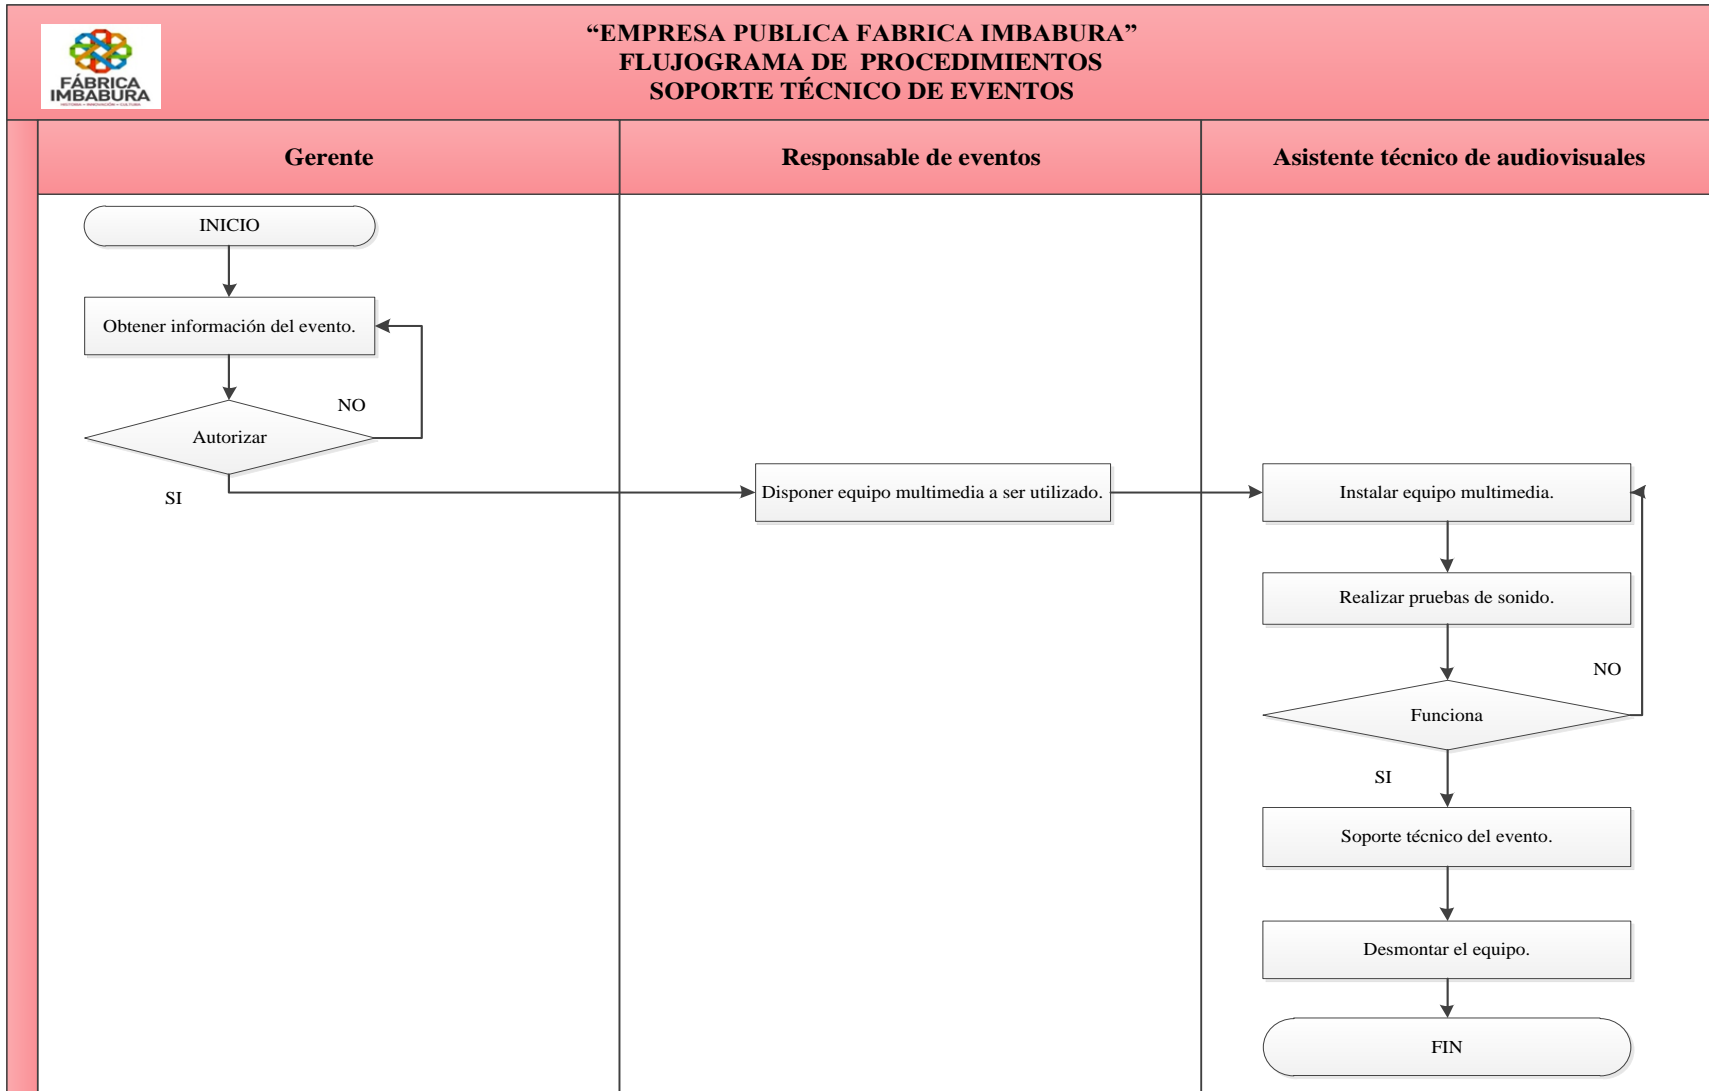 “EMPRESA PUBLICA FABRICA IMBABURA”
FLUJOGRAMA DE PROCEDIMIENTOS
SOPORTE TÉCNICO DE EVENTOS
FÁBRICA
IMBABURA
Gerente
Responsable de eventos
Asistente técnico de audiovisuales
INICIO
Obtener información del evento.
NO
Autorizar
SI
Disponer equipo multimedia a ser utilizado.
Instalar equipo multimedia.
Realizar pruebas de sonido.
NO
Funciona
SI
Soporte técnico del evento.
Desmontar el equipo.
FIN